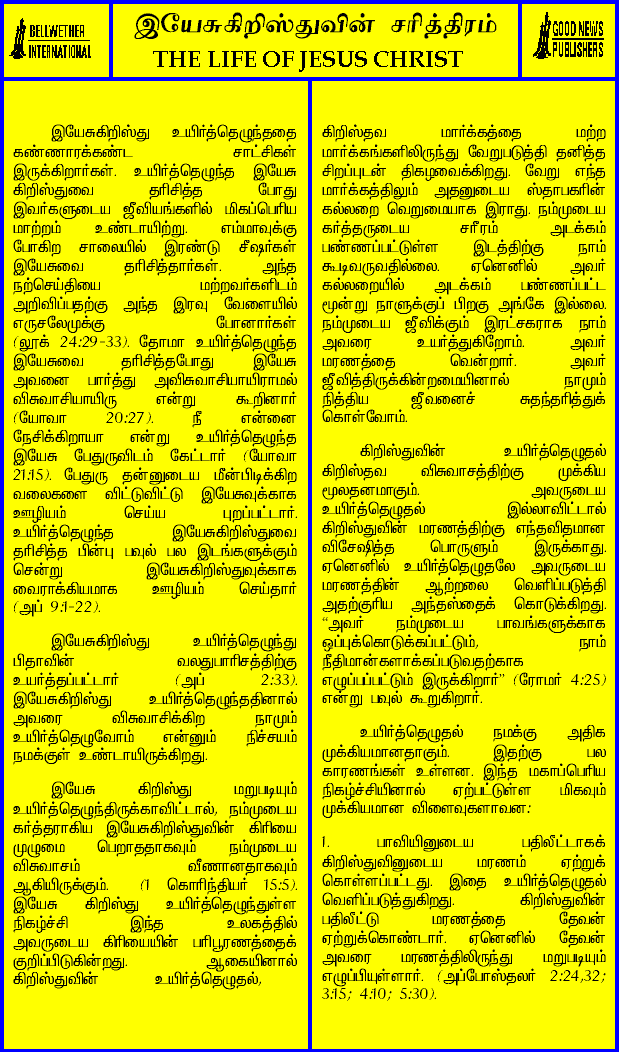 BELLWETHER
INTERNATIONAL
இயேசுகிறிஸ்துவின் சரித்திரம்
THE LIFE OF JESUS CHRIST
GOOD NEWS
PUBLISHERS
இயேசுகிறிஸ்து உயிர்த்தெழுந்ததை
கண்ணாரக்கண்ட சாட்சிகள்
இருக்கிறார்கள். உயிர்த்தெழுந்த இயேசு
கிறிஸ்துவை தரிசித்த போது
இவர்களுடைய ஜீவியங்களில் மிகப்பெரிய
மாற்றம் உண்டாயிற்று. எம்மாவுக்கு
போகிற சாலையில் இரண்டு சீஷர்கள்
இயேசுவை தரிசித்தார்கள். அந்த
நற்செய்தியை மற்றவர்களிடம்
அறிவிப்பதற்கு அந்த இரவு வேளையில்
எருசலேமுக்கு போனார்கள்
(லூக் 24:29-33). தோமா உயிர்த்தெழுந்த
இயேசுவை தரிசித்தபோது இயேசு
அவனை பார்த்து அவிசுவாசியாயிராமல்
விசுவாசியாயிரு என்று கூறினார்
(யோவா 20:27). நீ என்னை
நேசிக்கிறாயா என்று உயிர்த்தெழுந்த
இயேசு பேதுருவிடம் கேட்டார் (யோவா
21:15). பேதுரு தன்னுடைய மீன்பிடிக்கிற
வலைகளை விட்டுவிட்டு இயேசுவுக்காக
ஊழியம் செய்ய புறப்பட்டார்.
உயிர்த்தெழுந்த இயேசுகிறிஸ்துவை
தரிசித்த பின்பு பவுல் பல இடங்களுக்கும்
சென்று இயேசுகிறிஸ்துவுக்காக
வைராக்கியமாக ஊழியம் செய்தார்
(அப் 9:1-22).
இயேசுகிறிஸ்து உயிர்த்தெழுந்து
பிதாவின் வலதுபாரிசத்திற்கு
உயர்த்தப்பட்டார் (அப் 2:33).
இயேசுகிறிஸ்து உயிர்த்தெழுந்ததினால்
அவரை விசுவாசிக்கிற நாமும்
உயிர்த்தெழுவோம் என்னும் நிச்சயம்
நமக்குள் உண்டாயிருக்கிறது.
இயேசு கிறிஸ்து மறுபடியும்
உயிர்த்தெழுந்திருக்காவிட்டால், நம்முடைய
கர்த்தராகிய இயேசுகிறிஸ்துவின் கிரியை
முழுமை பெறாததாகவும் நம்முடைய
விசுவாசம் வீணானதாகவும்
ஆகியிருக்கும். (1 கொரிந்தியர் 15:5).
இயேசு கிறிஸ்து உயிர்த்தெழுந்துள்ள
நிகழ்ச்சி இந்த உலகத்தில்
அவருடைய கிரியையின் பரிபூரணத்தைக்
குறிப்பிடுகின்றது. ஆகையினால்
கிறிஸ்துவின் உயிர்த்தெழுதல்,
கிறிஸ்தவ மார்க்கத்தை மற்ற
மார்க்கங்களிலிருந்து வேறுபடுத்தி தனித்த
சிறப்புடன் திகழவைக்கிறது. வேறு எந்த
மார்க்கத்திலும் அதனுடைய ஸ்தாபகரின்
கல்லறை வெறுமையாக இராது. நம்முடைய
கர்த்தருடைய சரீரம் அடக்கம்
பண்ணப்பட்டுள்ள இடத்திற்கு நாம்
கூடிவருவதில்லை. ஏனெனில் அவர்
கல்லறையில் அடக்கம் பண்ணப்பட்ட
மூன்று நாளுக்குப் பிறகு அங்கே இல்லை.
நம்முடைய ஜீவிக்கும் இரட்சகராக நாம்
அவரை உயர்த்துகிறோம். அவர்
மரணத்தை வென்றார். அவர்
ஜீவித்திருக்கின்றமையினால் நாமும்
நித்திய ஜீவனைச் சுதந்தரித்துக்
கொள்வோம்.
கிறிஸ்துவின் உயிர்த்தெழுதல்
கிறிஸ்தவ விசுவாசத்திற்கு முக்கிய
மூலதனமாகும். அவருடைய
உயிர்த்தெழுதல் இல்லாவிட்டால்
கிறிஸ்துவின் மரணத்திற்கு எந்தவிதமான
விசேஷித்த பொருளும் இருக்காது.
ஏனெனில் உயிர்த்தெழுதலே அவருடைய
மரணத்தின் ஆற்றலை வெளிப்படுத்தி
அதற்குரிய அந்தஸ்தைக் கொடுக்கிறது.
“அவர் நம்முடைய பாவங்களுக்காக
ஒப்புக்கொடுக்கப்பட்டும், நாம்
நீதிமான்களாக்கப்படுவதற்காக
எழுப்பப்பட்டும் இருக்கிறார்” (ரோமர் 4:25)
என்று பவுல் கூறுகிறார்.
உயிர்த்தெழுதல் நமக்கு அதிக
முக்கியமானதாகும். இதற்கு பல
காரணங்கள் உள்ளன. இந்த மகாப்பெரிய
நிகழ்ச்சியினால் ஏற்பட்டுள்ள மிகவும்
முக்கியமான விளைவுகளாவன:
1. பாவியினுடைய பதிலீட்டாகக்
கிறிஸ்துவினுடைய மரணம் ஏற்றுக்
கொள்ளப்பட்டது. இதை உயிர்த்தெழுதல்
வெளிப்படுத்துகிறது. கிறிஸ்துவின்
பதிலீட்டு மரணத்தை தேவன்
ஏற்றுக்கொண்டார். ஏனெனில் தேவன்
அவரை மரணத்திலிருந்து மறுபடியும்
எழுப்பியுள்ளார். (அப்போஸ்தலர் 2:24,32;
3:15; 4:10; 5:30).